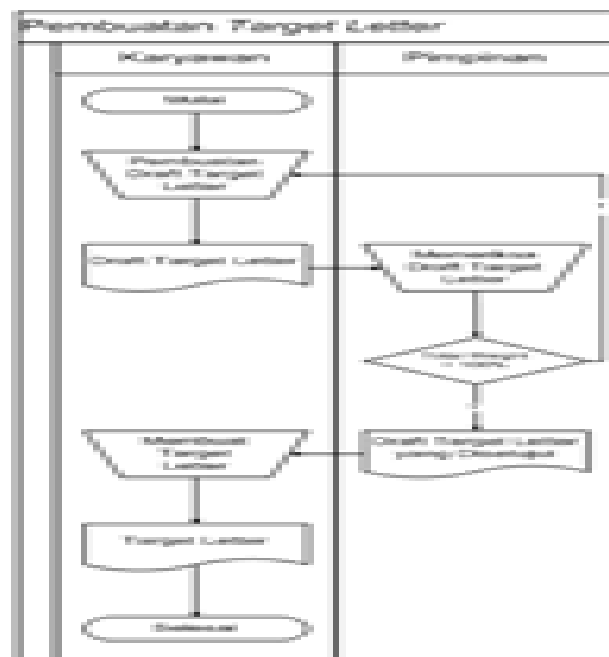 Pembuatan Target Letter
Karyawan
Pimpinan
Mulai
Pembuatan
Draft Target
Letter
Draft Target Letter
Memeriksa
Draft Target
Letter
Draft Target Letter
yang Disetujui
Membuat
Target
Letter
Target Letter
Selesai